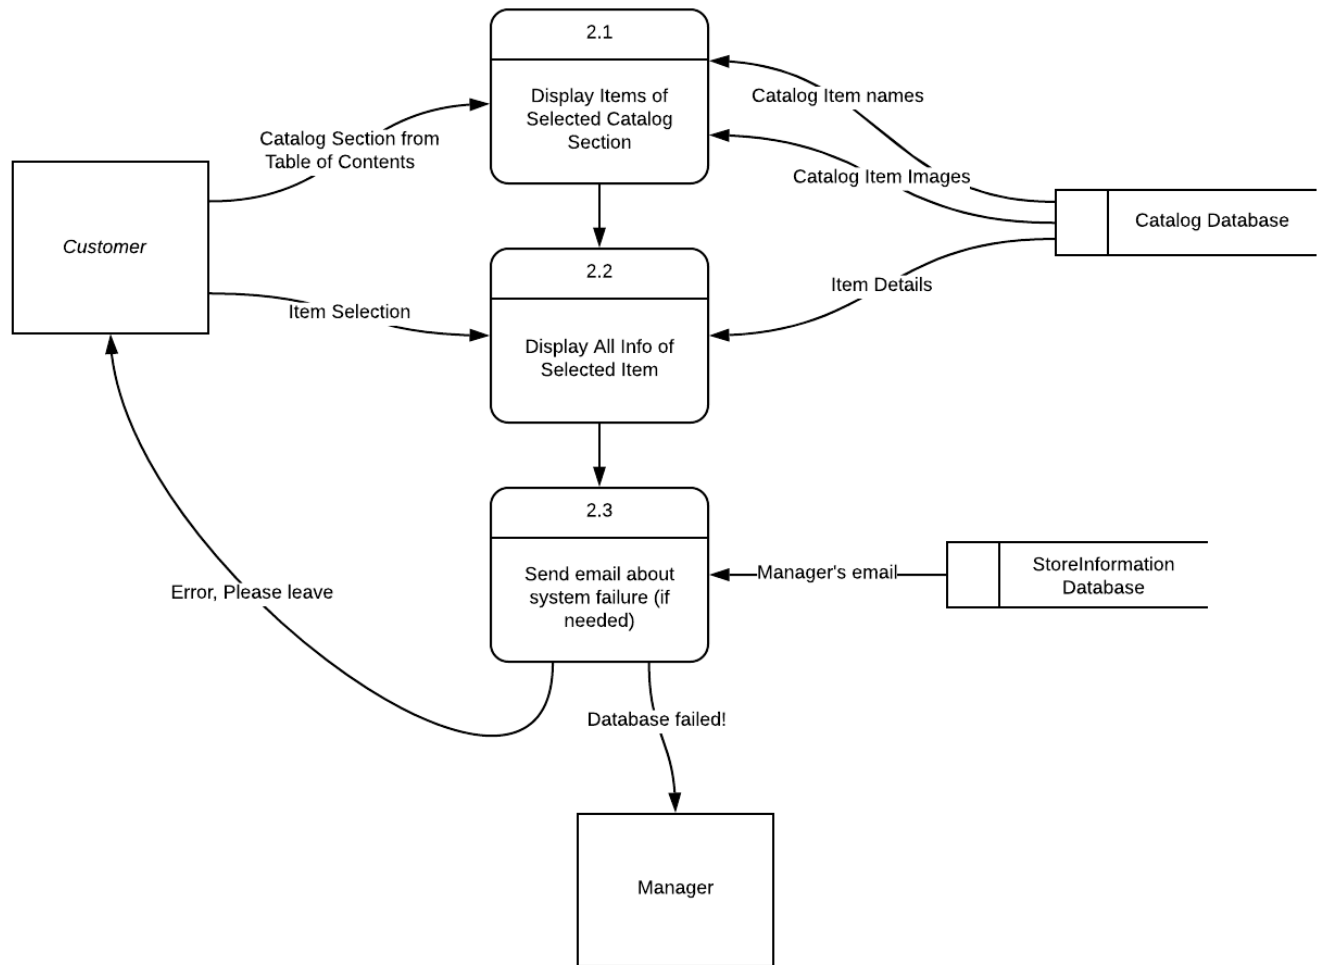 2.1
Display Items of
Selected Catalog
Section
Catalog Item names
Catalog Section from
Table of Contents
Catalog Item Images
Customer
Catalog Database
2.2
Item Details
Item Selection
Display All Info of
Selected Item
2.3
Send email about
system failure (if
needed)
Manager's email
StoreInformation
Database
Error, Please leave
Database failed!
Manager